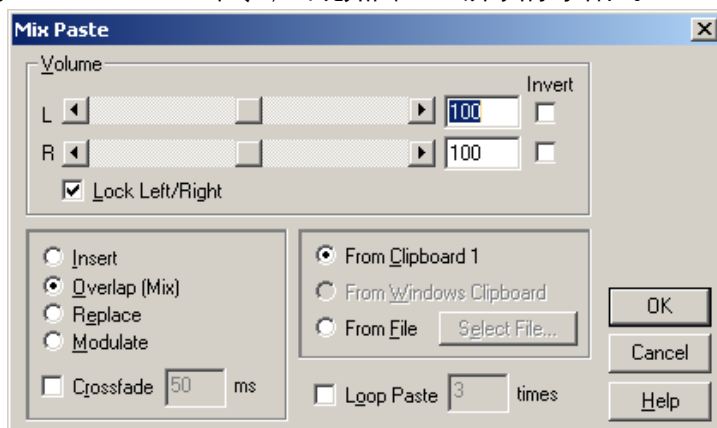 Mix Paste
Volume
Invert
L 100
R 100
Lock Left/Right
Insert
Overlap (Mix)
Replace
Modulate
Crossfade 50 ms
From Clipboard 1
From Windows Clipboard
From File Select File...
Loop Paste 3 times
OK
Cancel
Help